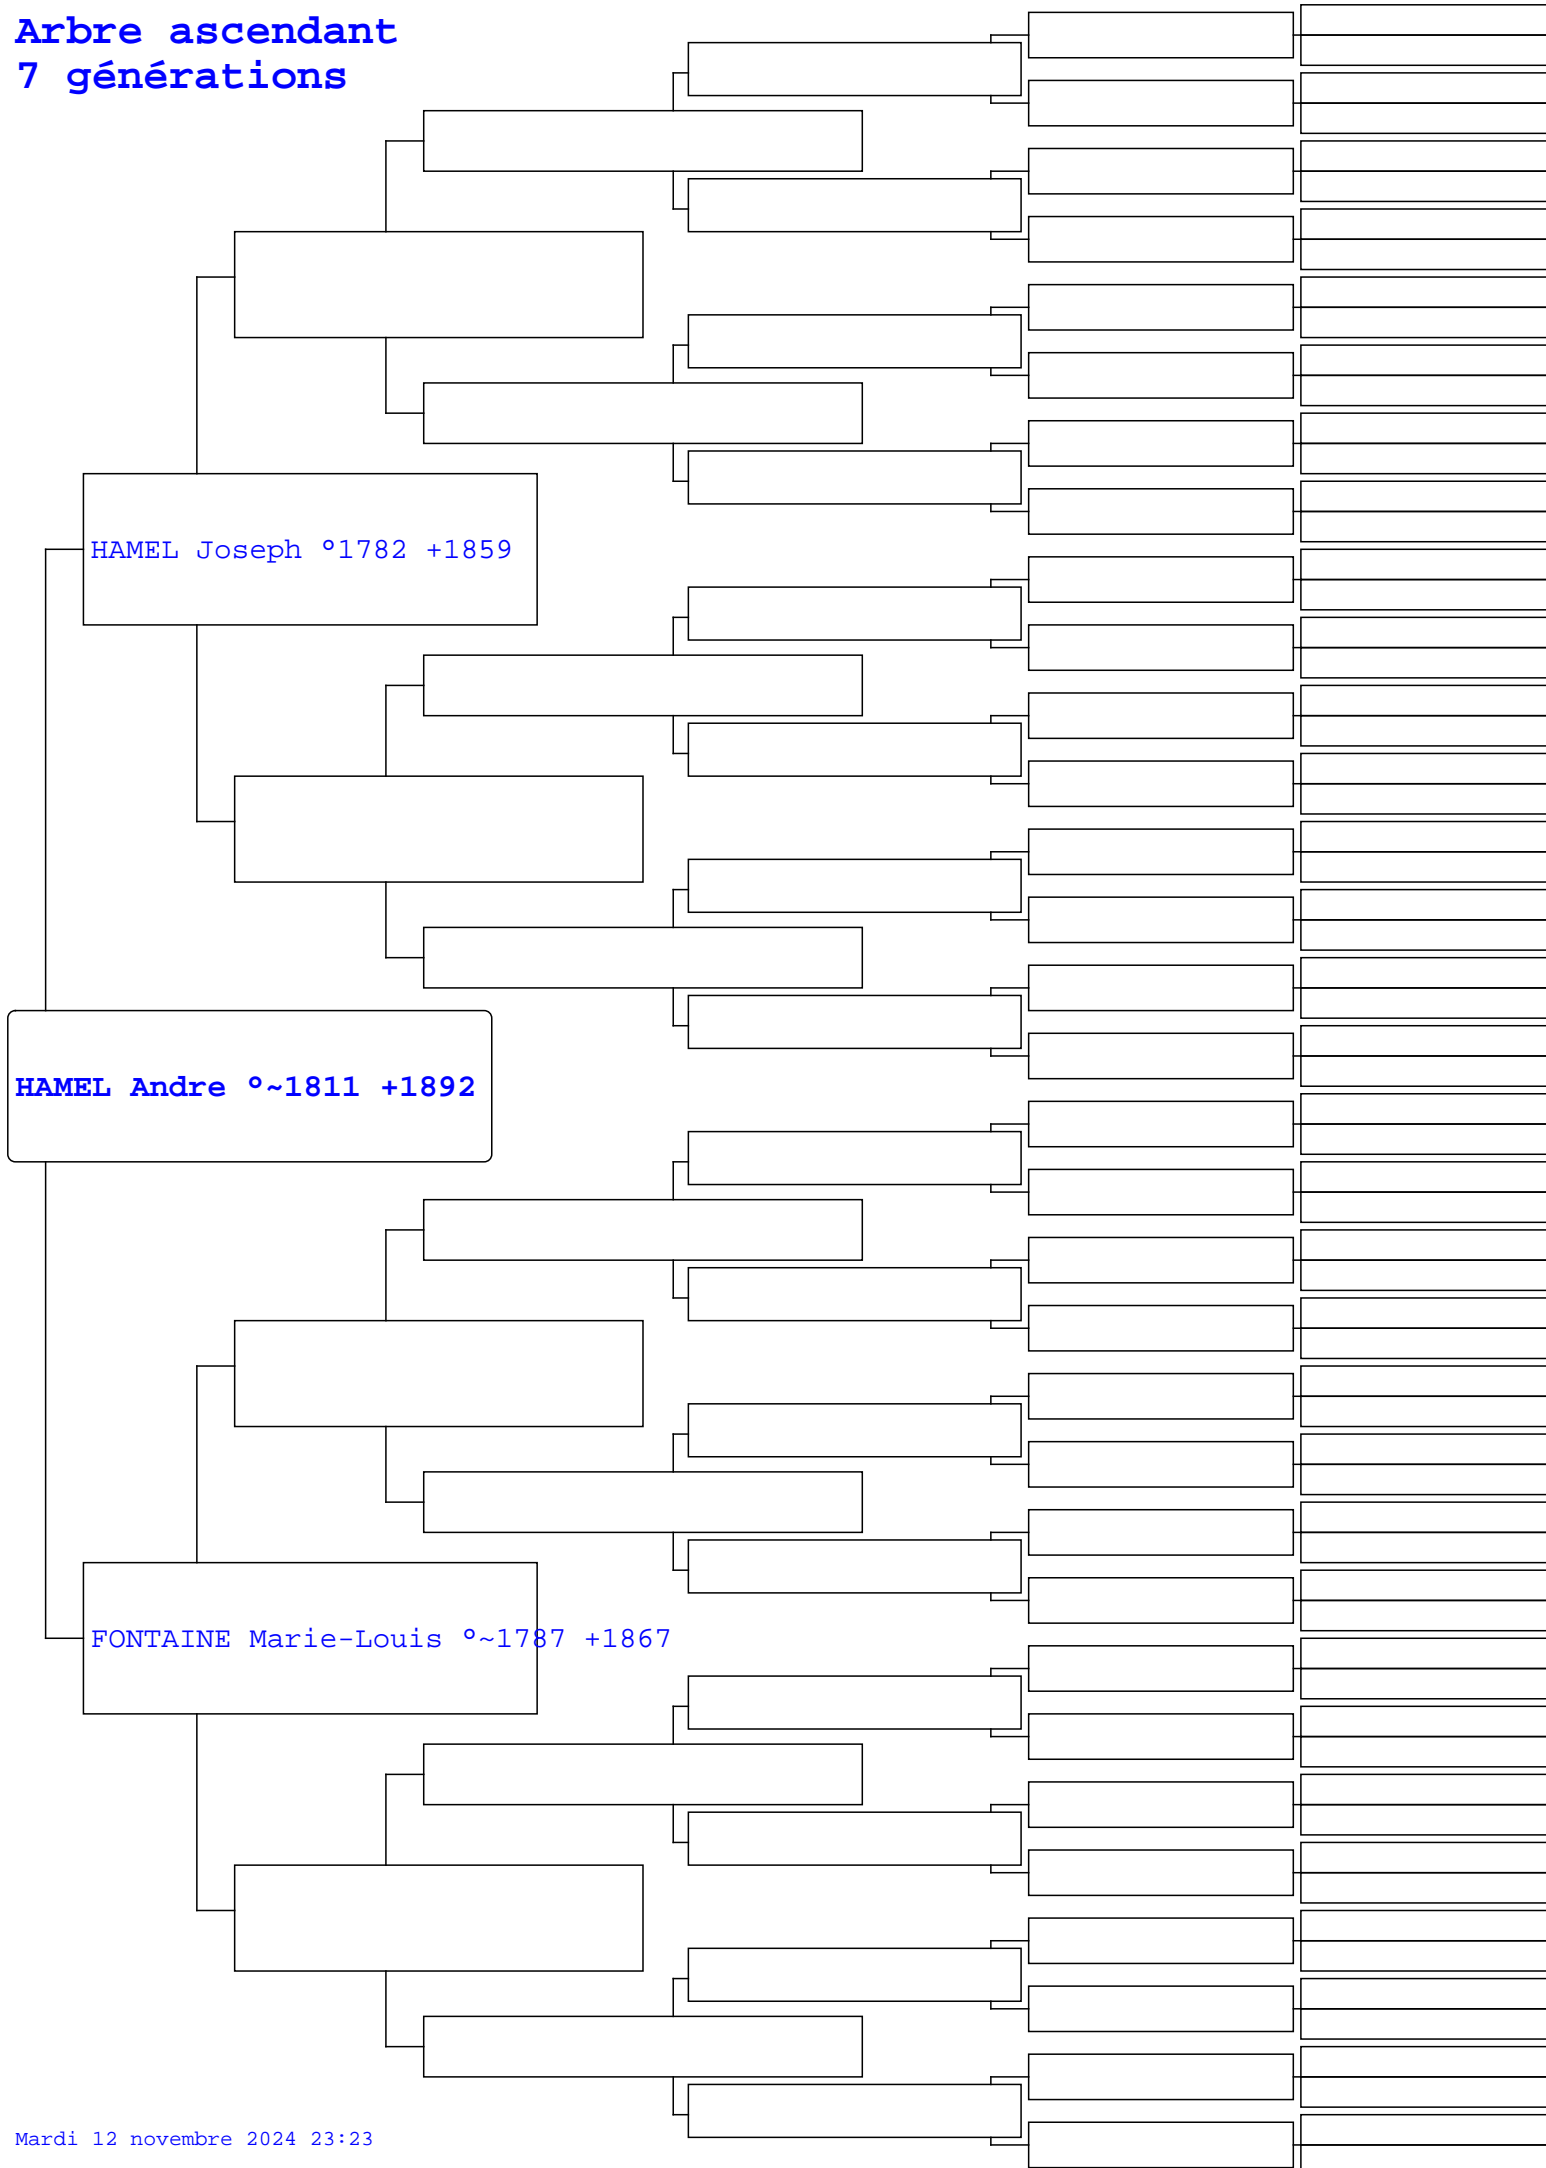 Arbre ascendant
7 générations
HAMEL Joseph °1782 +1859
HAMEL Andre °~1811 +1892
FONTAINE Marie-Louis °~1787 +1867
Mardi 12 novembre 2024 23:23